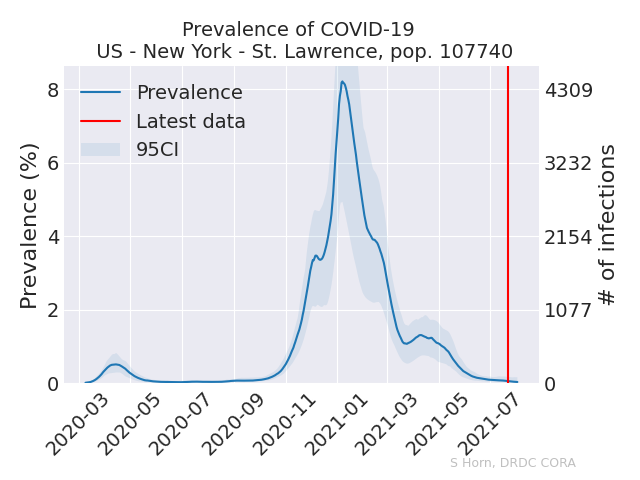 Prevalence of COVID-19
US - New York - St. Lawrence, pop. 107740
Prevalence
Latest data
95CI
Prevalence (%)
8
6
4
2
0
4309
3232
2154
1077
0
# of infections
2020-03
2020-05
2020-07
2020-09
2020-11
2021-01
2021-03
2021-05
2021-07
S Horn, DRDC CORA